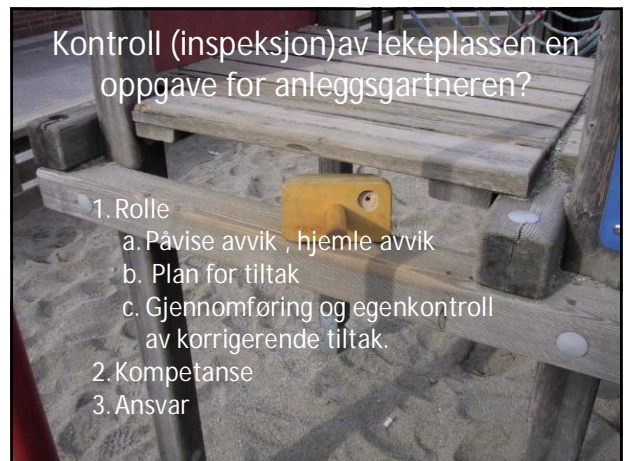 Kontroll (inspeksjon)av lekeplassen en
oppgave for anleggsgartneren?
1. Rolle
a. Påvise avvik , hjemle avvik
b. Plan for tiltak
c. Gjennomføring og egenkontroll
av korrigerende tiltak.
2. Kompetanse
3. Ansvar